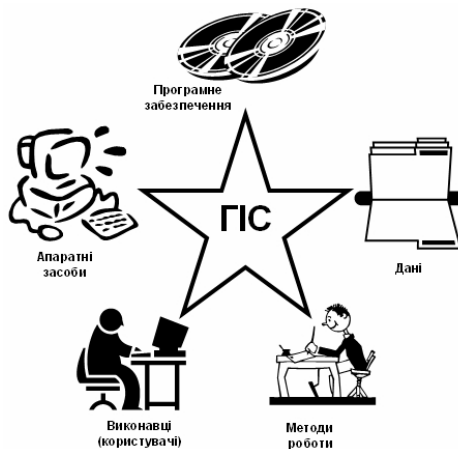 Програмне
забезпечення
ГІС
Апаратні
засоби
Дані
Виконавці
(користувачі)
Методи
роботи